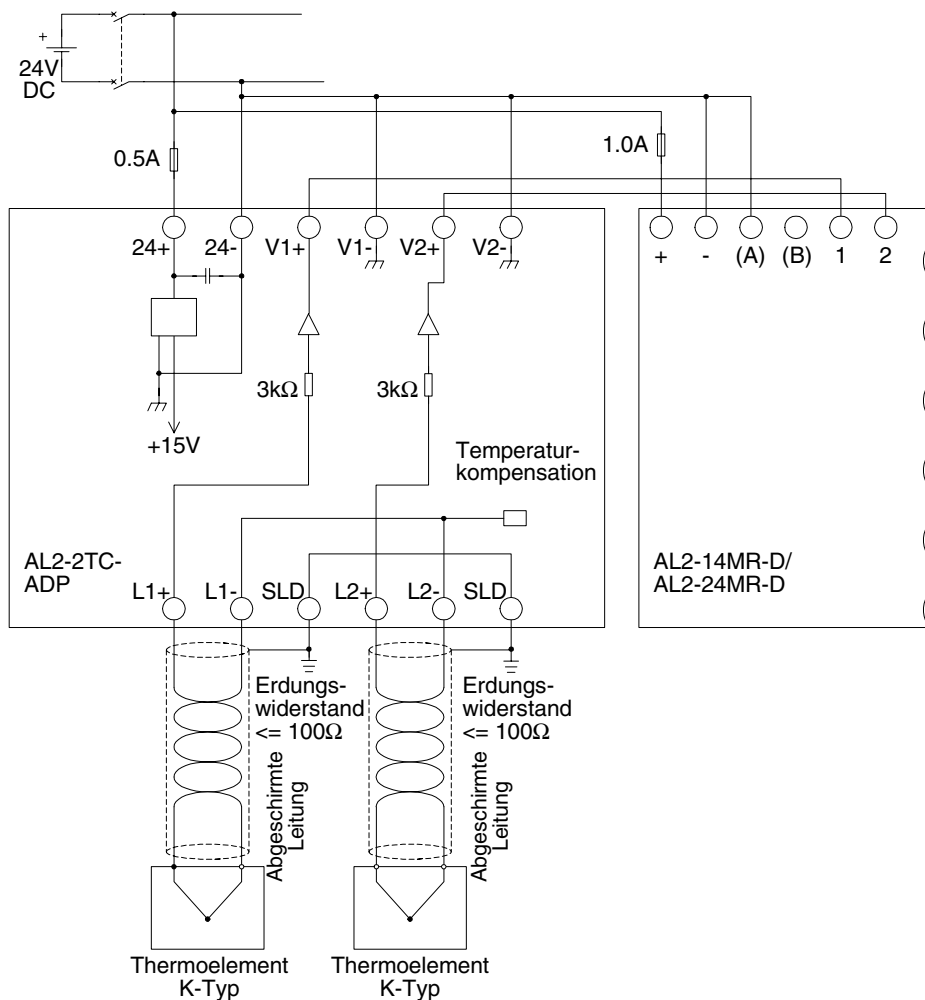 +
24V
DC
0.5A
1.0A
24+ 24- V1+ V1- V2+ V2-
+ - (A) (B) 1 2
3kΩ 3kΩ
+15V
Temperatur-
kompensation
AL2-2TC-
ADP
AL2-14MR-D/
AL2-24MR-D
L1+ L1- SLD L2+ L2- SLD
Erdungs-
widerstand
<= 100Ω
Erdungs-
widerstand
<= 100Ω
Abgeschirmte
Leitung
Abgeschirmte
Leitung
Thermoelement
K-Typ
Thermoelement
K-Typ